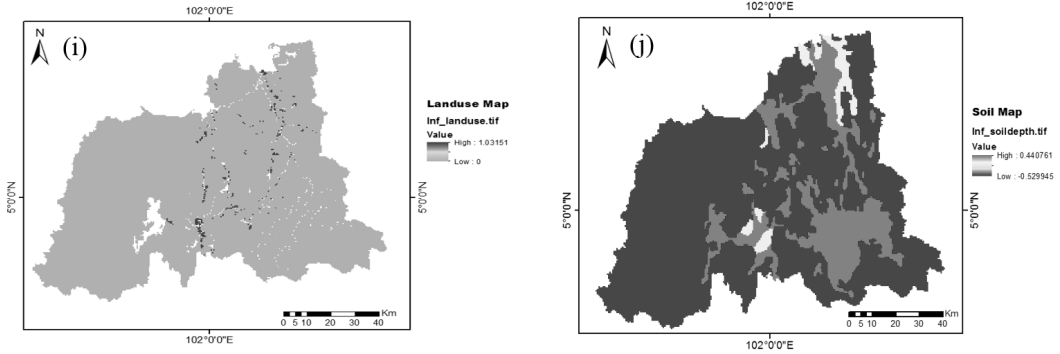 102°0'0"E
N
(i)
Landuse Map
Inf_landuse.tif
Value
High : 1.03151
Low : 0
5°0'0"N
5°0'0"N
Km
0 5 10 20 30 40
102°0'0"E
102°0'0"E
N
(j)
Soil Map
Inf_soildepth.tif
Value
High : 0.440761
Low : -0.529945
5°0'0"N
5°0'0"N
Km
0 5 10 20 30 40
102°0'0"E